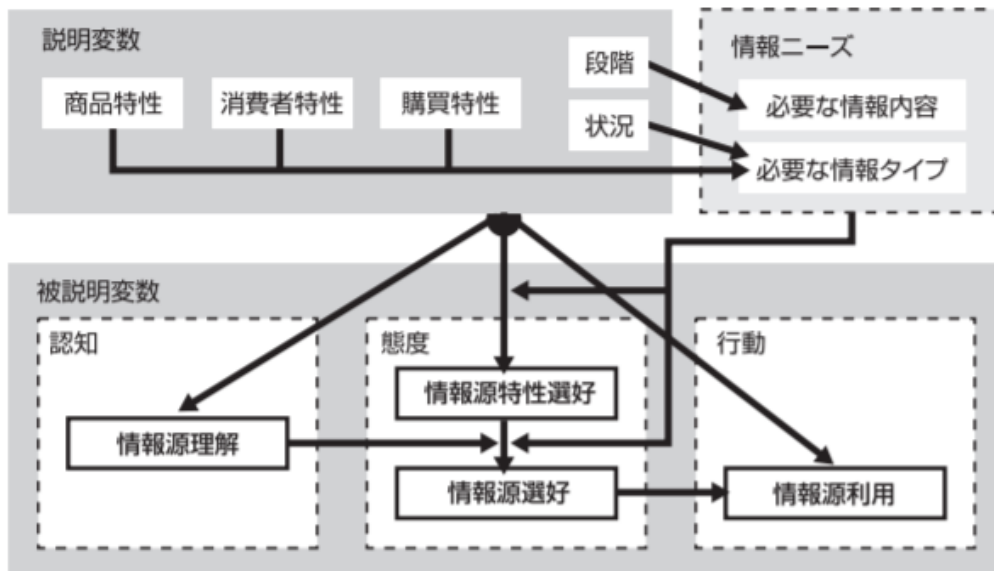 説明変数
商品特性
消費者特性
購買特性
段階
状況
情報ニーズ
必要な情報内容
必要な情報タイプ
被説明変数
認知
情報源理解
態度
情報源特性選好
情報源選好
行動
情報源利用